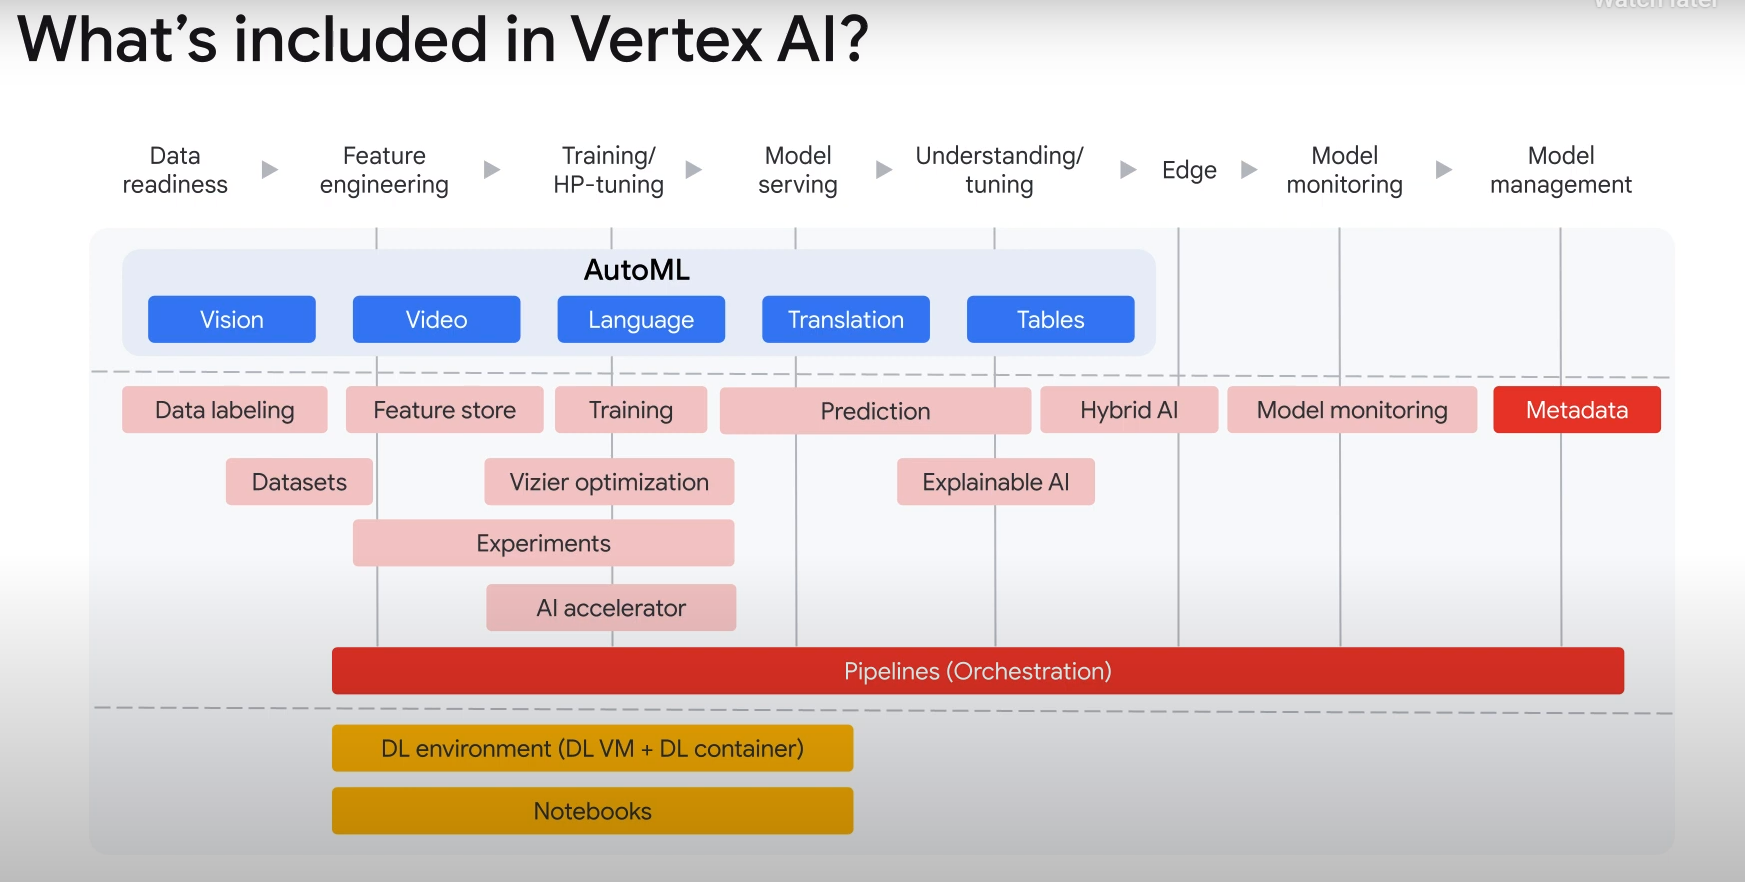 Watch later
What's included in Vertex AI?
Data
readiness
Feature
engineering
Training/
HP-tuning
Model
serving
Understanding/
tuning
Edge
Model
monitoring
Model
management
AutoML
Vision
Video
Language
Translation
Tables
Data labeling
Feature store
Training
Prediction
Hybrid AI
Model monitoring
Metadata
Datasets
Vizier optimization
Explainable AI
Experiments
AI accelerator
Pipelines (Orchestration)
DL environment (DL VM + DL container)
Notebooks